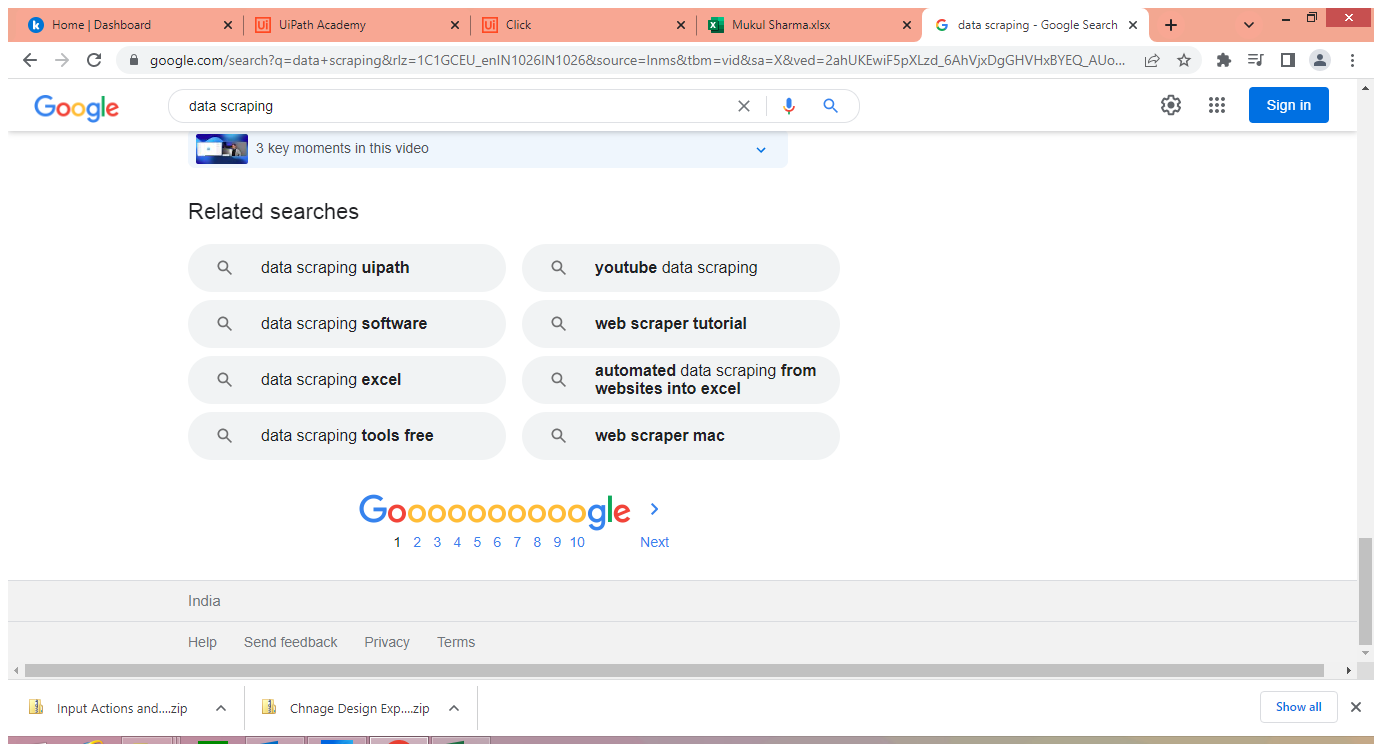 Home | Dashboard
UiPath Academy
Click
Mukul Sharma.xlsx
data scraping - Google Search
google.com/search?q=data+scraping&rlz=1C1GCEU_enIN1026IN1026&source=lnms&tbm=vid&sa=X&ved=2ahUKEwiF5pXLzd_6AhVjxDgGHVHxBYEQ_AUo...
Google
data scraping
Sign in
3 key moments in this video
Related searches
data scraping uipath
youtube data scraping
data scraping software
web scraper tutorial
data scraping excel
automated data scraping from
websites into excel
data scraping tools free
web scraper mac
Goooooooooogle
1 2 3 4 5 6 7 8 9 10 Next
India
Help Send feedback Privacy Terms
Input Actions and....zip
Chnage Design Exp....zip
Show all